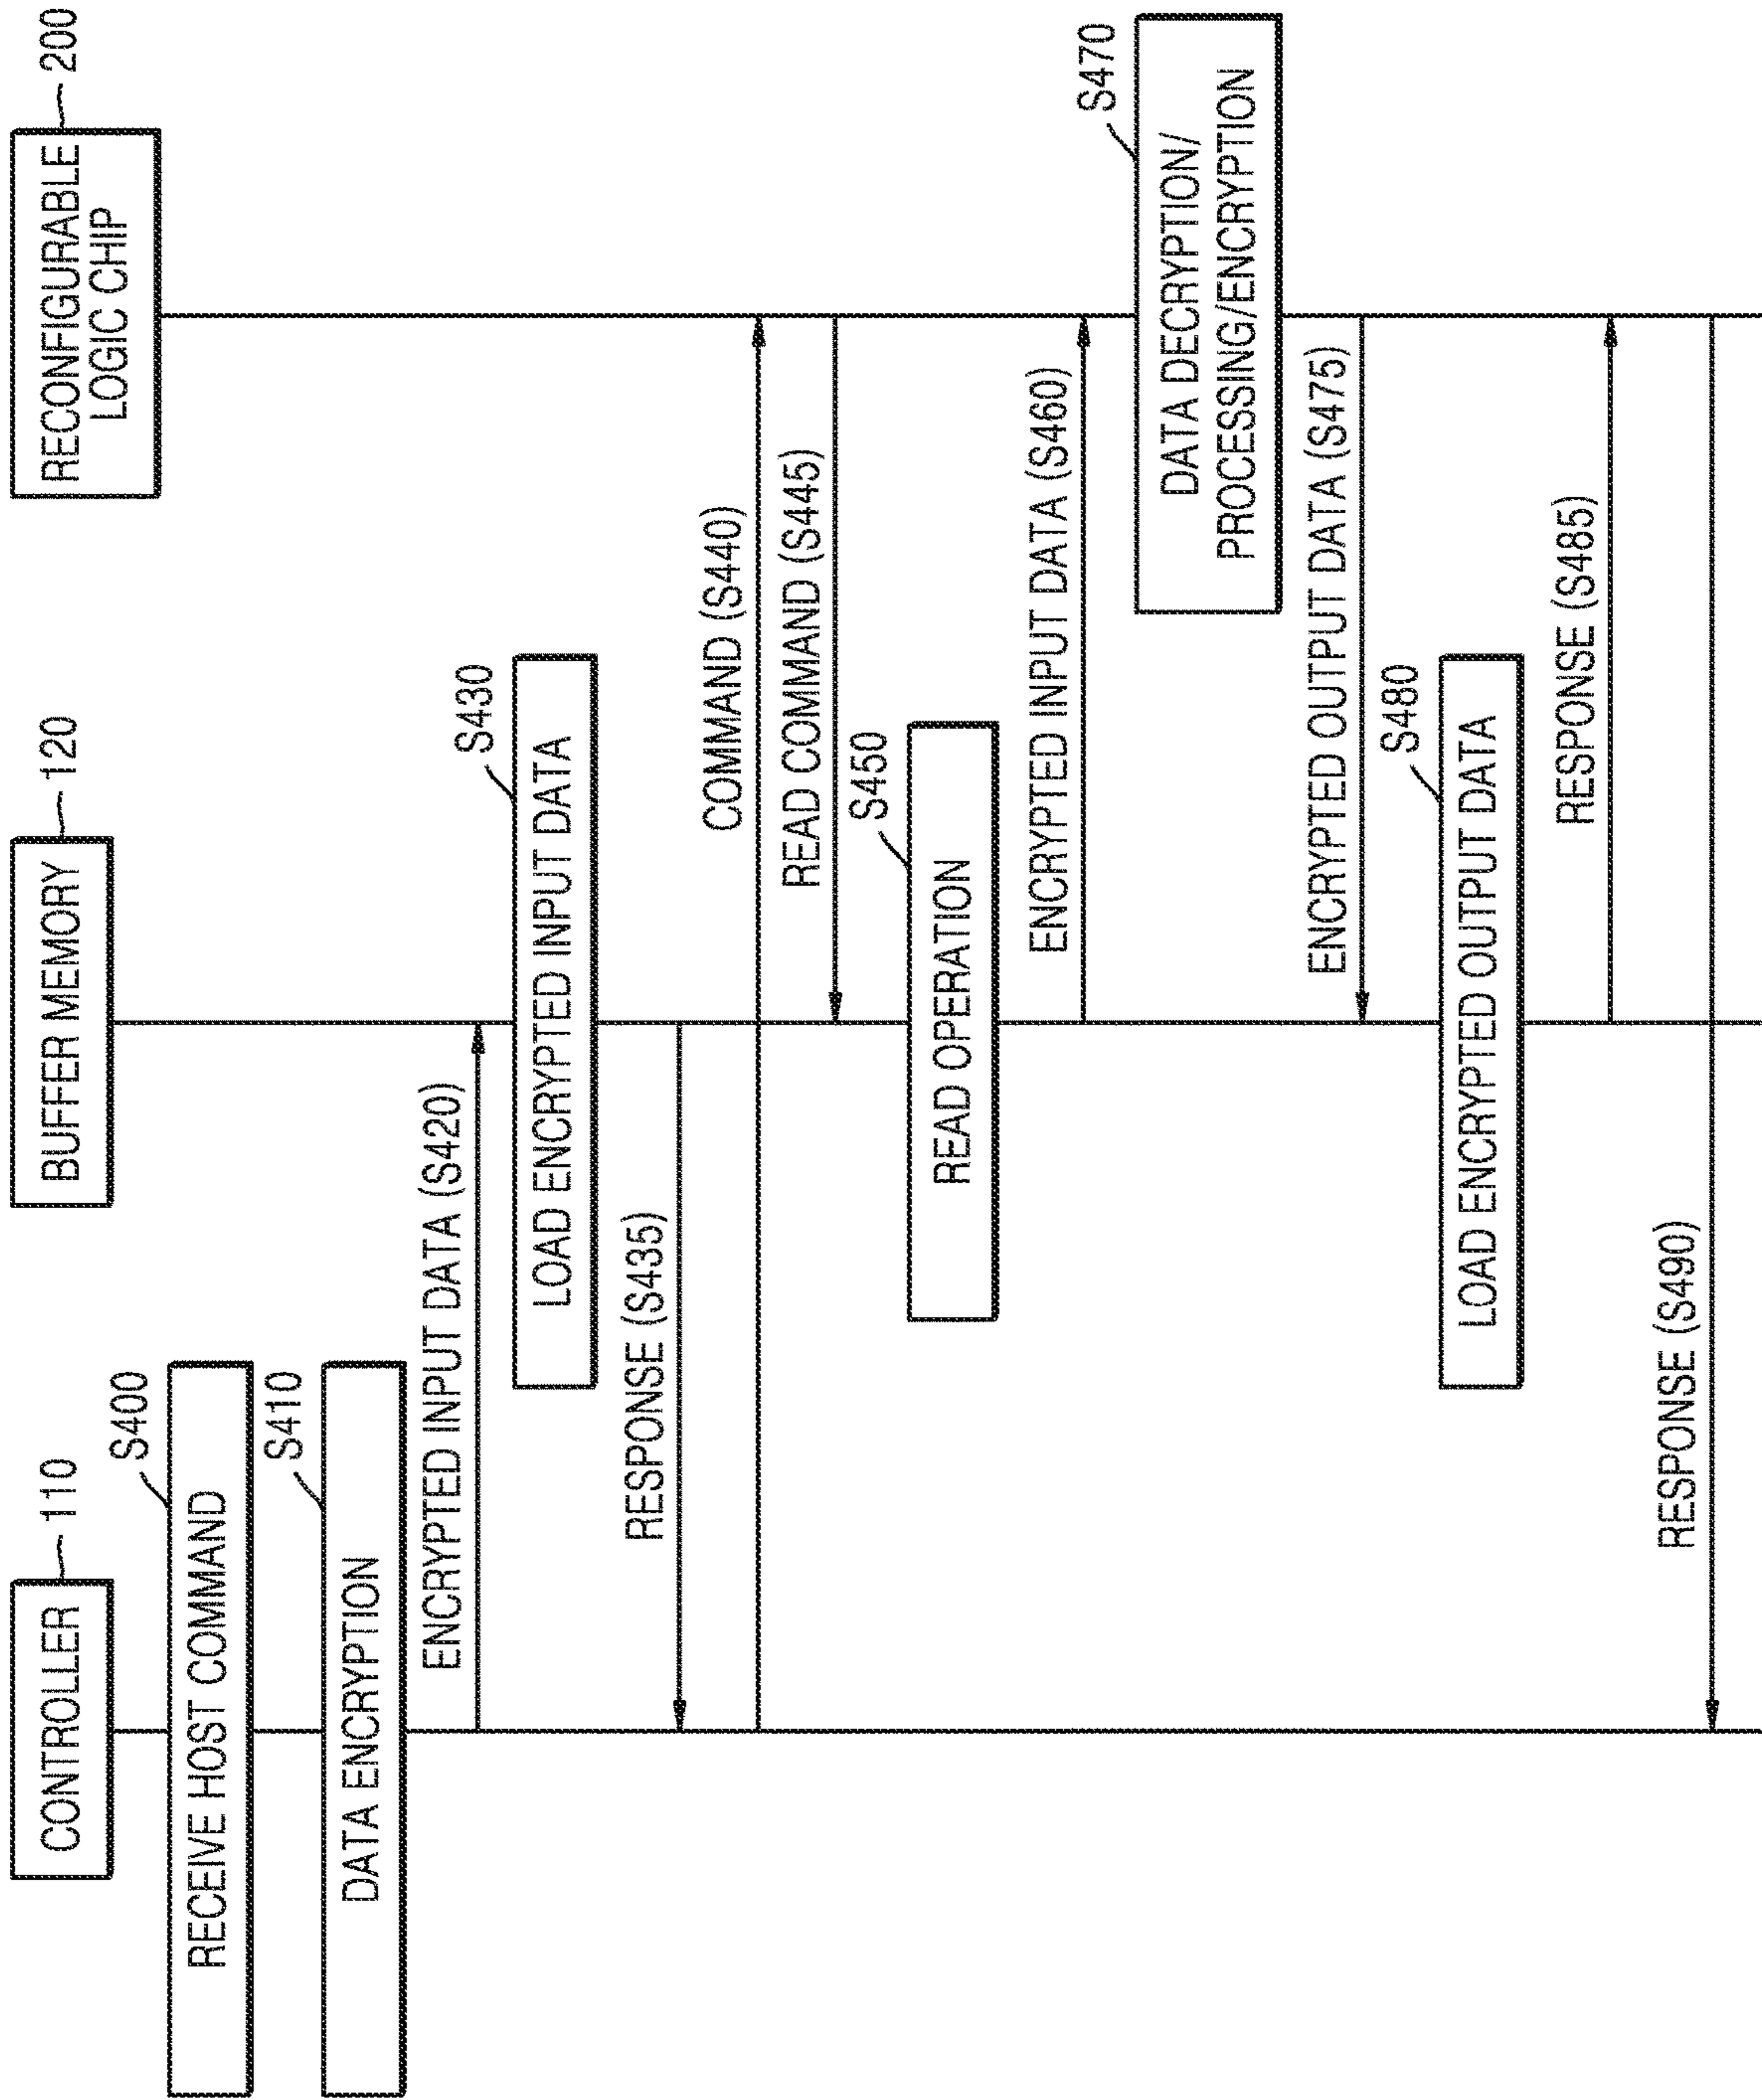 CONTROLLER
110
BUFFER MEMORY
120
RECONFIGURABLE
LOGIC CHIP
200
S400
RECEIVE HOST COMMAND
S410
DATA ENCRYPTION
ENCRYPTED INPUT DATA (S420)
S430
LOAD ENCRYPTED INPUT DATA
RESPONSE (S435)
COMMAND (S440)
READ COMMAND (S445)
S450
READ OPERATION
ENCRYPTED INPUT DATA (S460)
S470
DATA DECRYPTION/
PROCESSING/ENCRYPTION
ENCRYPTED OUTPUT DATA (S475)
S480
LOAD ENCRYPTED OUTPUT DATA
RESPONSE (S485)
RESPONSE (S490)